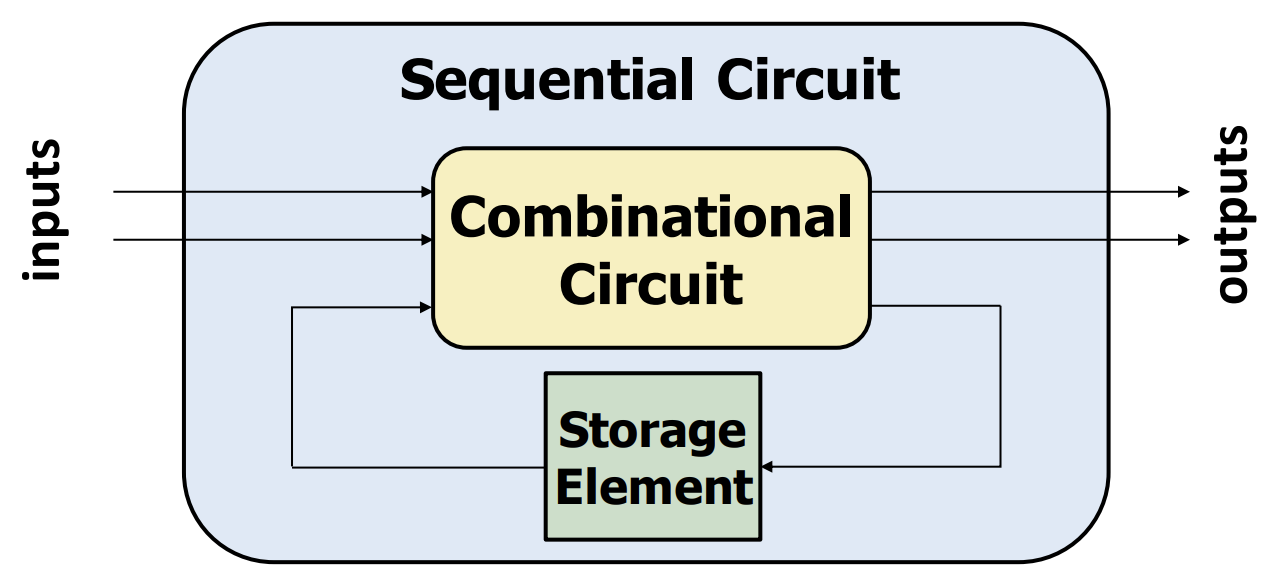 Sequential Circuit
inputs
Combinational
Circuit
outputs
Storage
Element